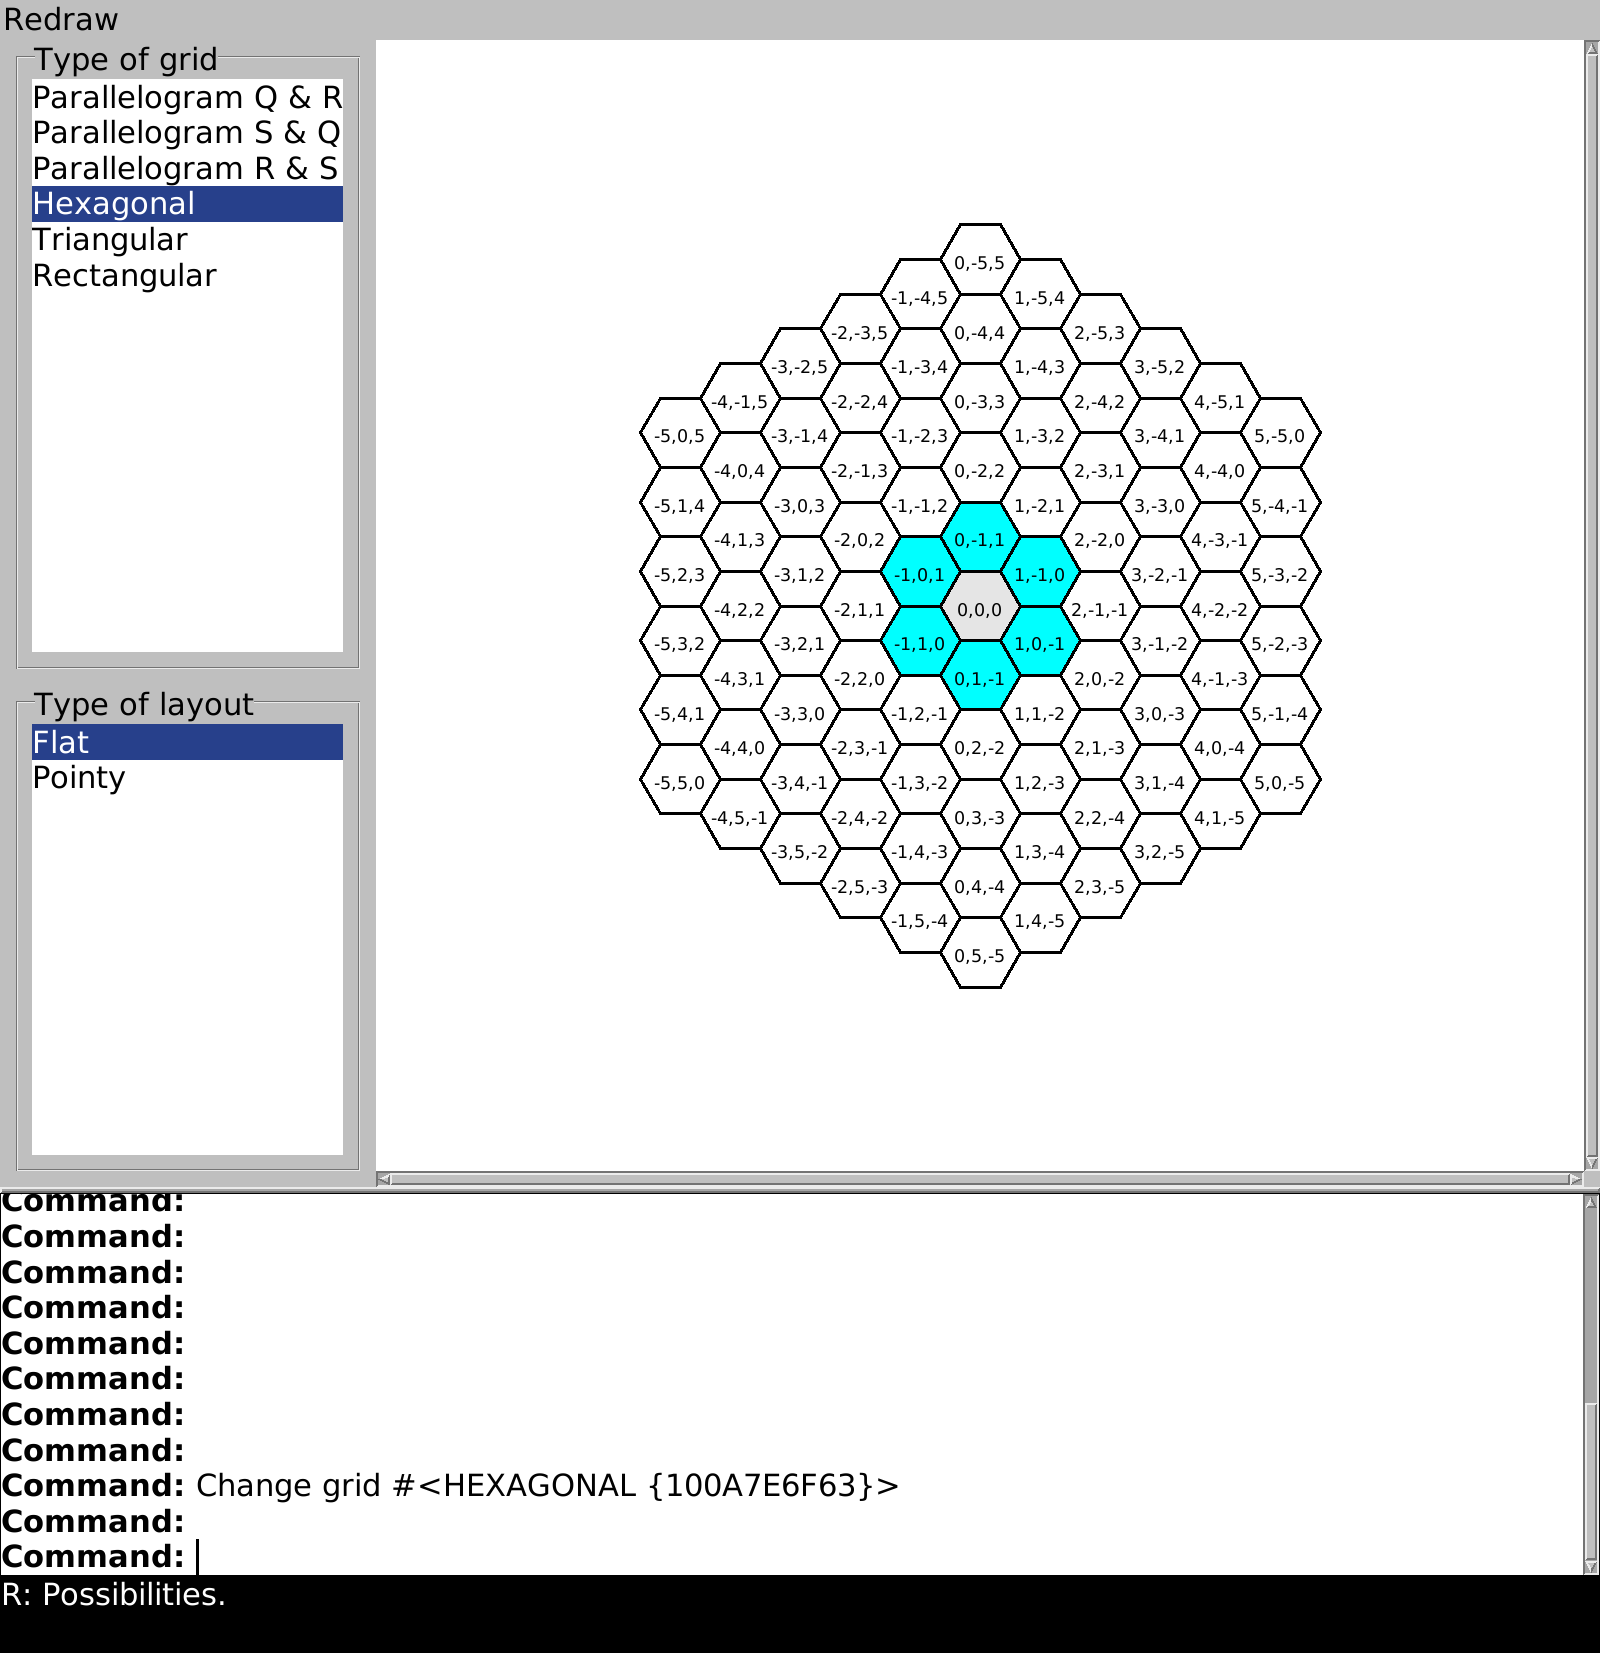 Redraw
Type of grid
Parallelogram Q & R
Parallelogram S & Q
Parallelogram R & S
Hexagonal
Triangular
Rectangular
Type of layout
Flat
Pointy
0,-5,5
-1,-4,5 1,-5,4
-2,-3,5 0,-4,4 2,-5,3
-3,-2,5 -1,-3,4 1,-4,3 3,-5,2
-4,-1,5 -2,-2,4 0,-3,3 2,-4,2 4,-5,1
-5,0,5 -3,-1,4 -1,-2,3 1,-3,2 3,-4,1 5,-5,0
-4,0,4 -2,-1,3 0,-2,2 2,-3,1 4,-4,0
-5,1,4 -3,0,3 -1,-1,2 1,-2,1 3,-3,0 5,-4,-1
-4,1,3 -2,0,2 0,-1,1 2,-2,0 4,-3,-1
-5,2,3 -3,1,2 -1,0,1 1,-1,0 3,-2,-1 5,-3,-2
-4,2,2 -2,1,1 0,0,0 2,-1,-1 4,-2,-2
-5,3,2 -3,2,1 -1,1,0 1,0,-1 3,-1,-2 5,-2,-3
-4,3,1 -2,2,0 0,1,-1 2,0,-2 4,-1,-3
-5,4,1 -3,3,0 -1,2,-1 1,1,-2 3,0,-3 5,-1,-4
-4,4,0 -2,3,-1 0,2,-2 2,1,-3 4,0,-4
-5,5,0 -3,4,-1 -1,3,-2 1,2,-3 3,1,-4 5,0,-5
-4,5,-1 -2,4,-2 0,3,-3 2,2,-4 4,1,-5
-3,5,-2 -1,4,-3 1,3,-4 3,2,-5
-2,5,-3 0,4,-4 2,3,-5
-1,5,-4 1,4,-5
0,5,-5
Command:
Command:
Command:
Command:
Command:
Command:
Command:
Command:
Command: Change grid #<HEXAGONAL {100A7E6F63}>
Command:
Command:
R: Possibilities.